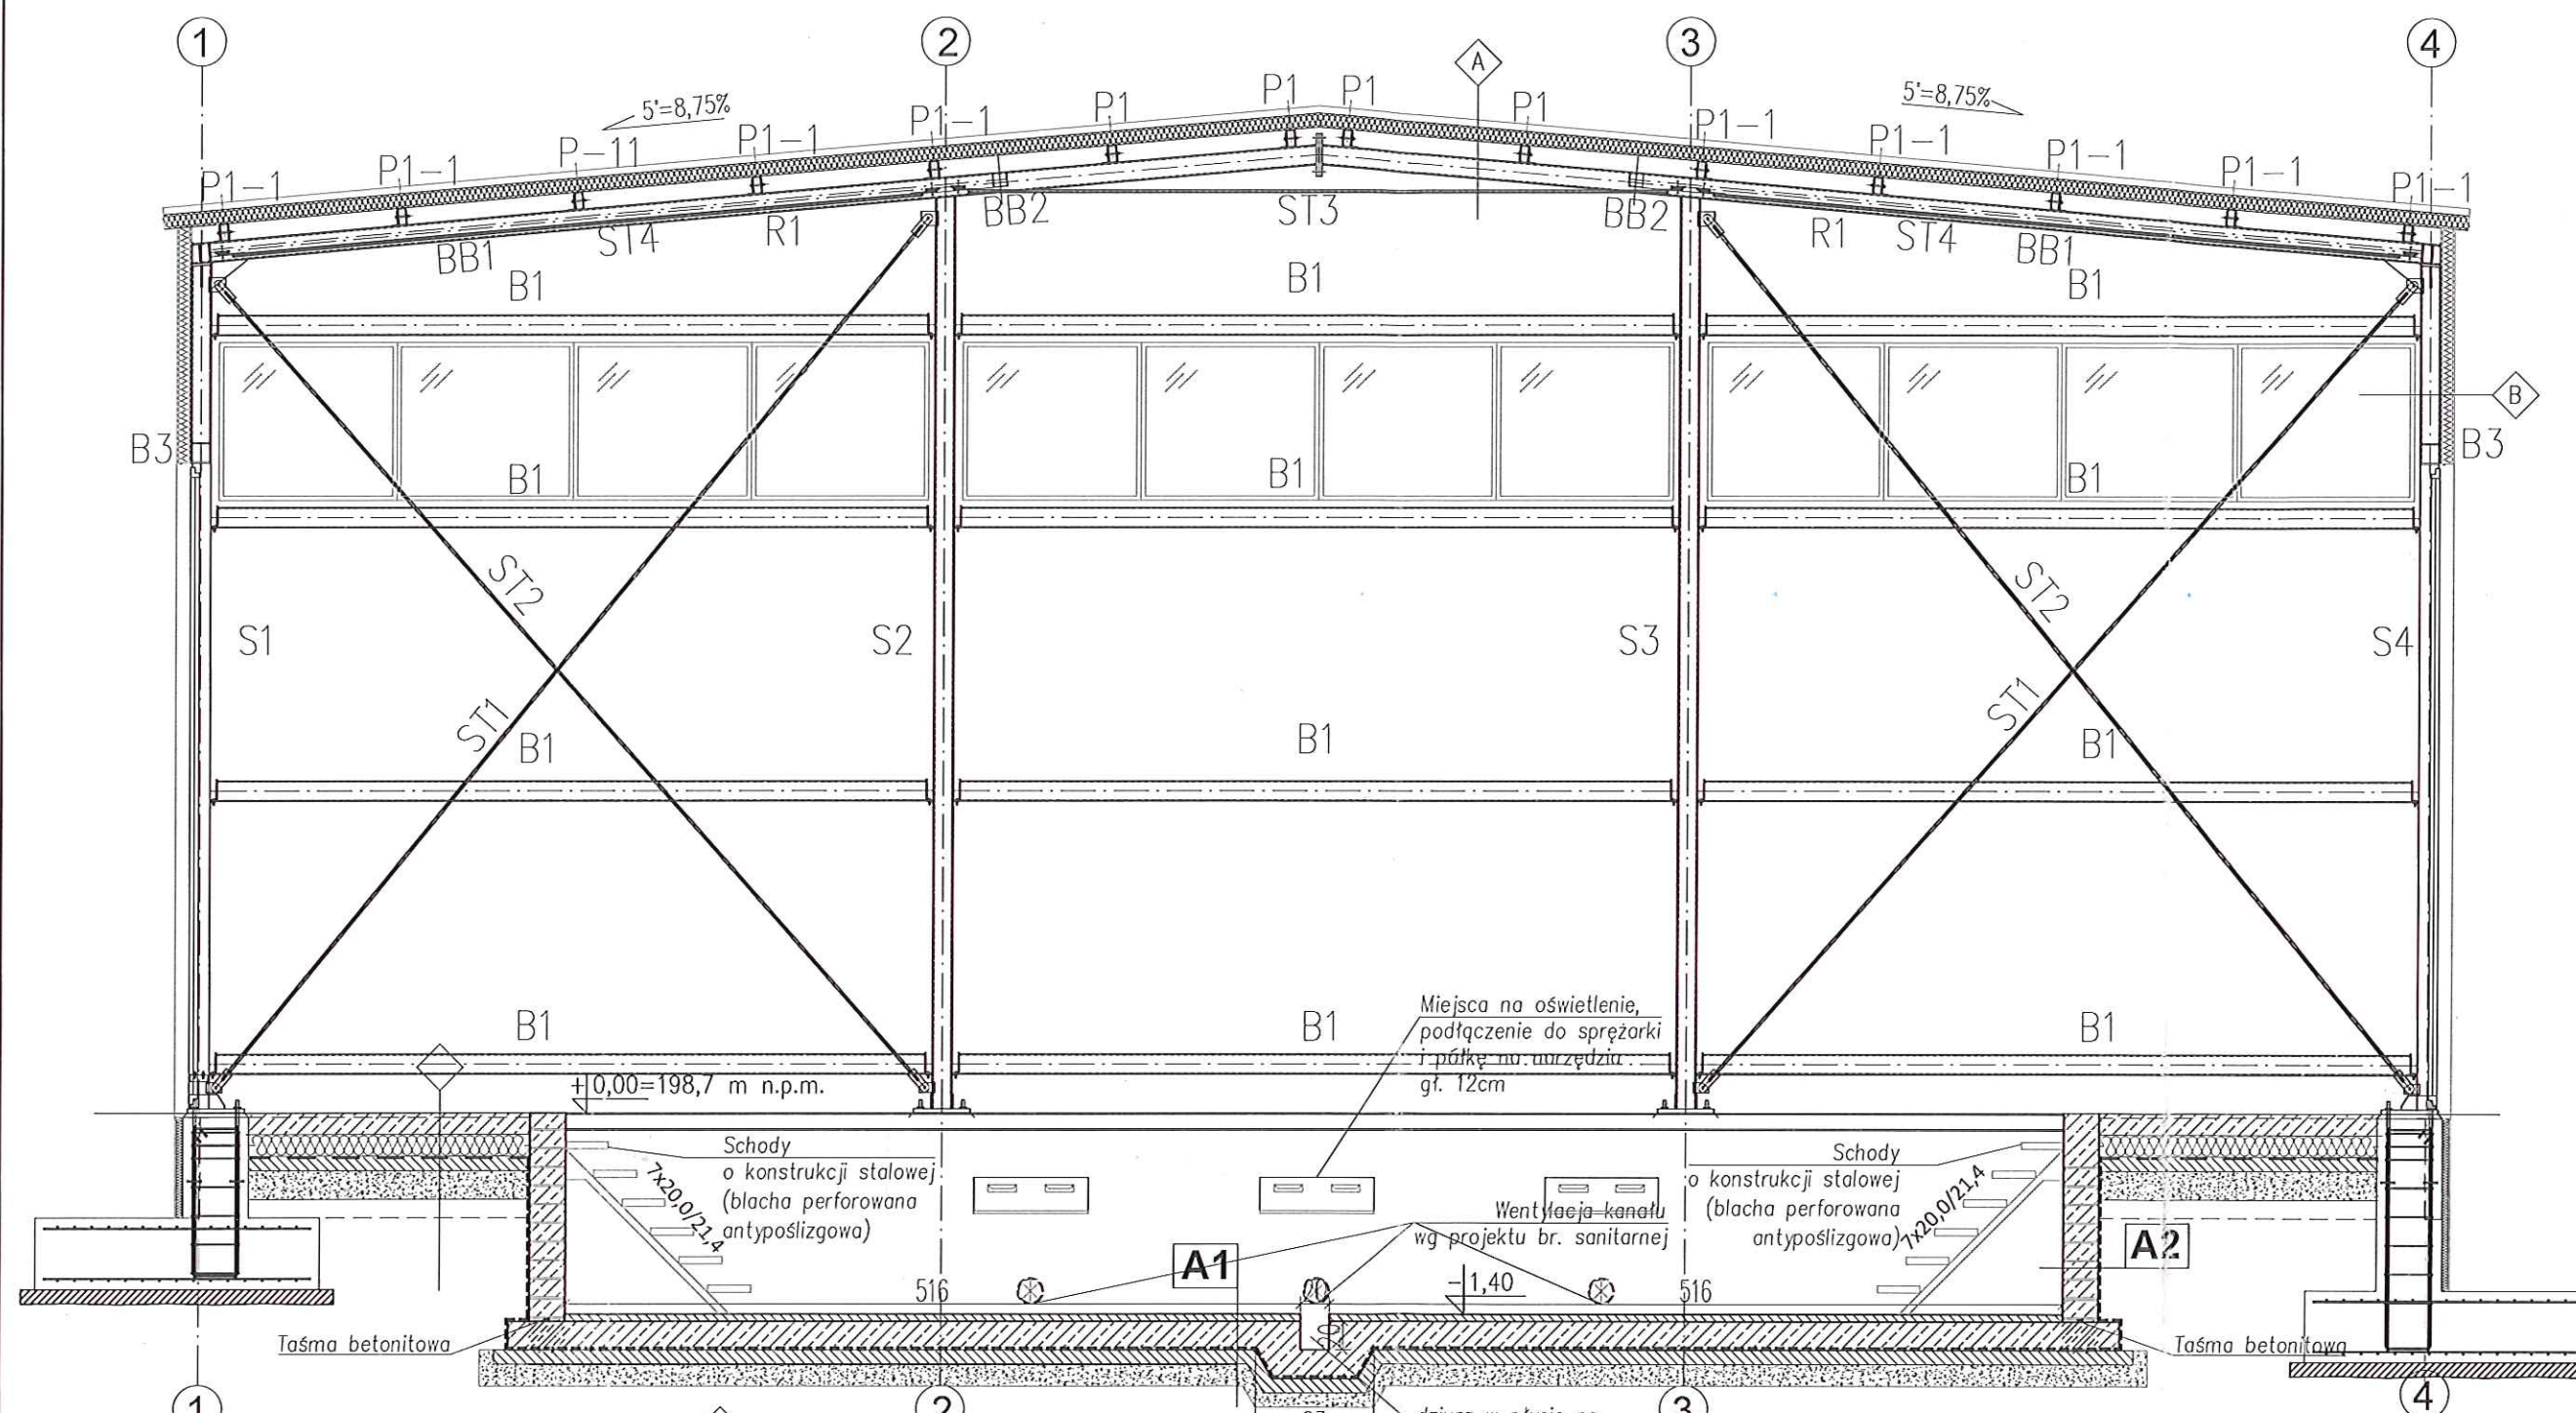 1
2
3
4
A
5°=8,75%
5°=8,75%
P1-1
P1-1
P-11
P1-1
P1-1
P1
P1
P1
P1
P1-1
P1-1
P1-1
P1-1
P1-1
BB1
ST4
R1
BB2
ST3
BB2
R1
ST4
BB1
B1
B1
B1
B
B3
B1
B1
B1
B3
ST2
ST2
S1
S2
S3
S4
ST1
ST1
B1
B1
B1
B1
B1
B1
Miejsca na oświetlenie,
podłączenie do sprężarki
i półkę na narzędzia
gł. 12cm
+0,00=198,7 m n.p.m.
Schody
o konstrukcji stalowej
(blacha perforowana
antypoślizgowa)
7x20,0/21,4
Schody
o konstrukcji stalowej
(blacha perforowana
antypoślizgowa)
7x20,0/21,4
Wentylacja kanału
wg projektu br. sanitarnej
A1
A2
516
20
-1,40
516
Taśma betonitowa
Taśma betonitowa
1
2
3
4